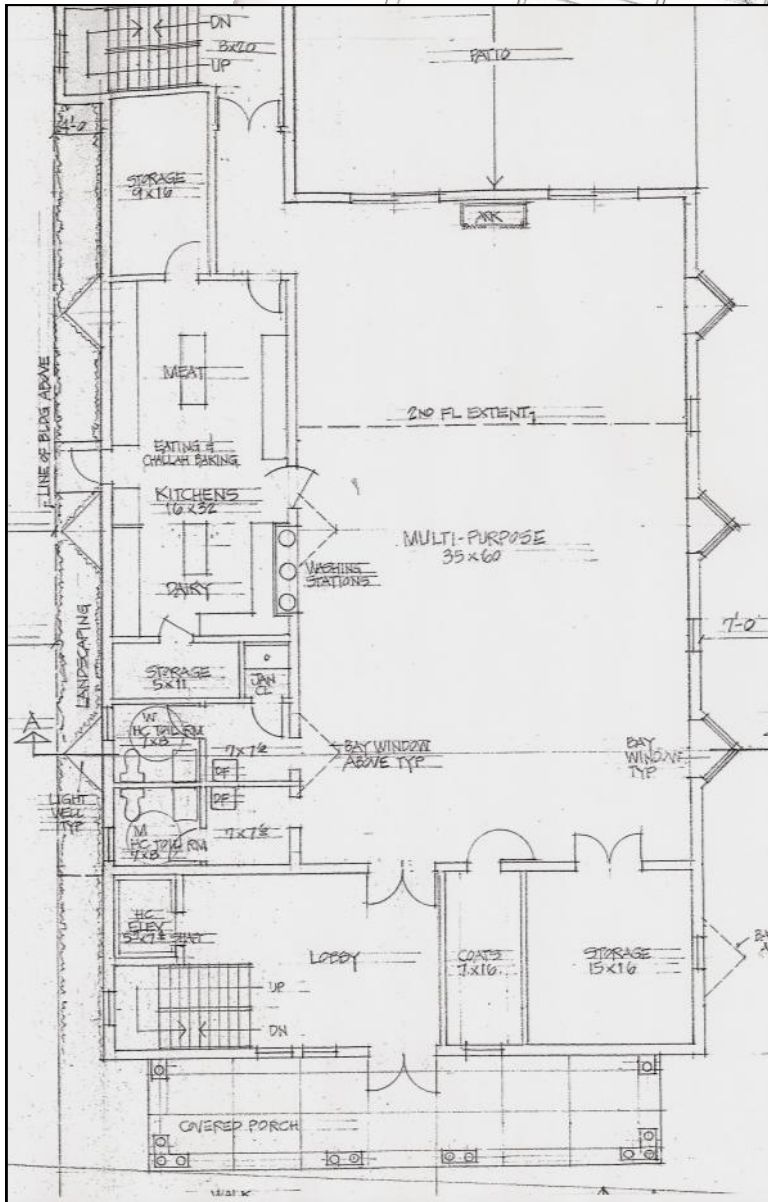 DN
8x20
UP
PATIO
4'-0"
STORAGE
9x16
ARK
MEAT
LINE OF BLDG ABOVE
2ND FL EXTENT
EATING &
CHALLAH BAKING
KITCHENS
16x32
MULTI-PURPOSE
35x60
WASHING
STATIONS
DAIRY
7'-0"
LANDSCAPING
STORAGE
5x11
JAN
CL
A
W
HC TOIL RM
7x8
7x7½
DF
BAY WINDOW
ABOVE TYP
BAY
WINDOW
TYP
LIGHT
WELL
TYP
DF
M
HC TOIL RM
7x8
7x7½
HC
ELEV
SHAFT
LOBBY
COATS
7x16
STORAGE
15x16
UP
DN
COVERED PORCH
WALK